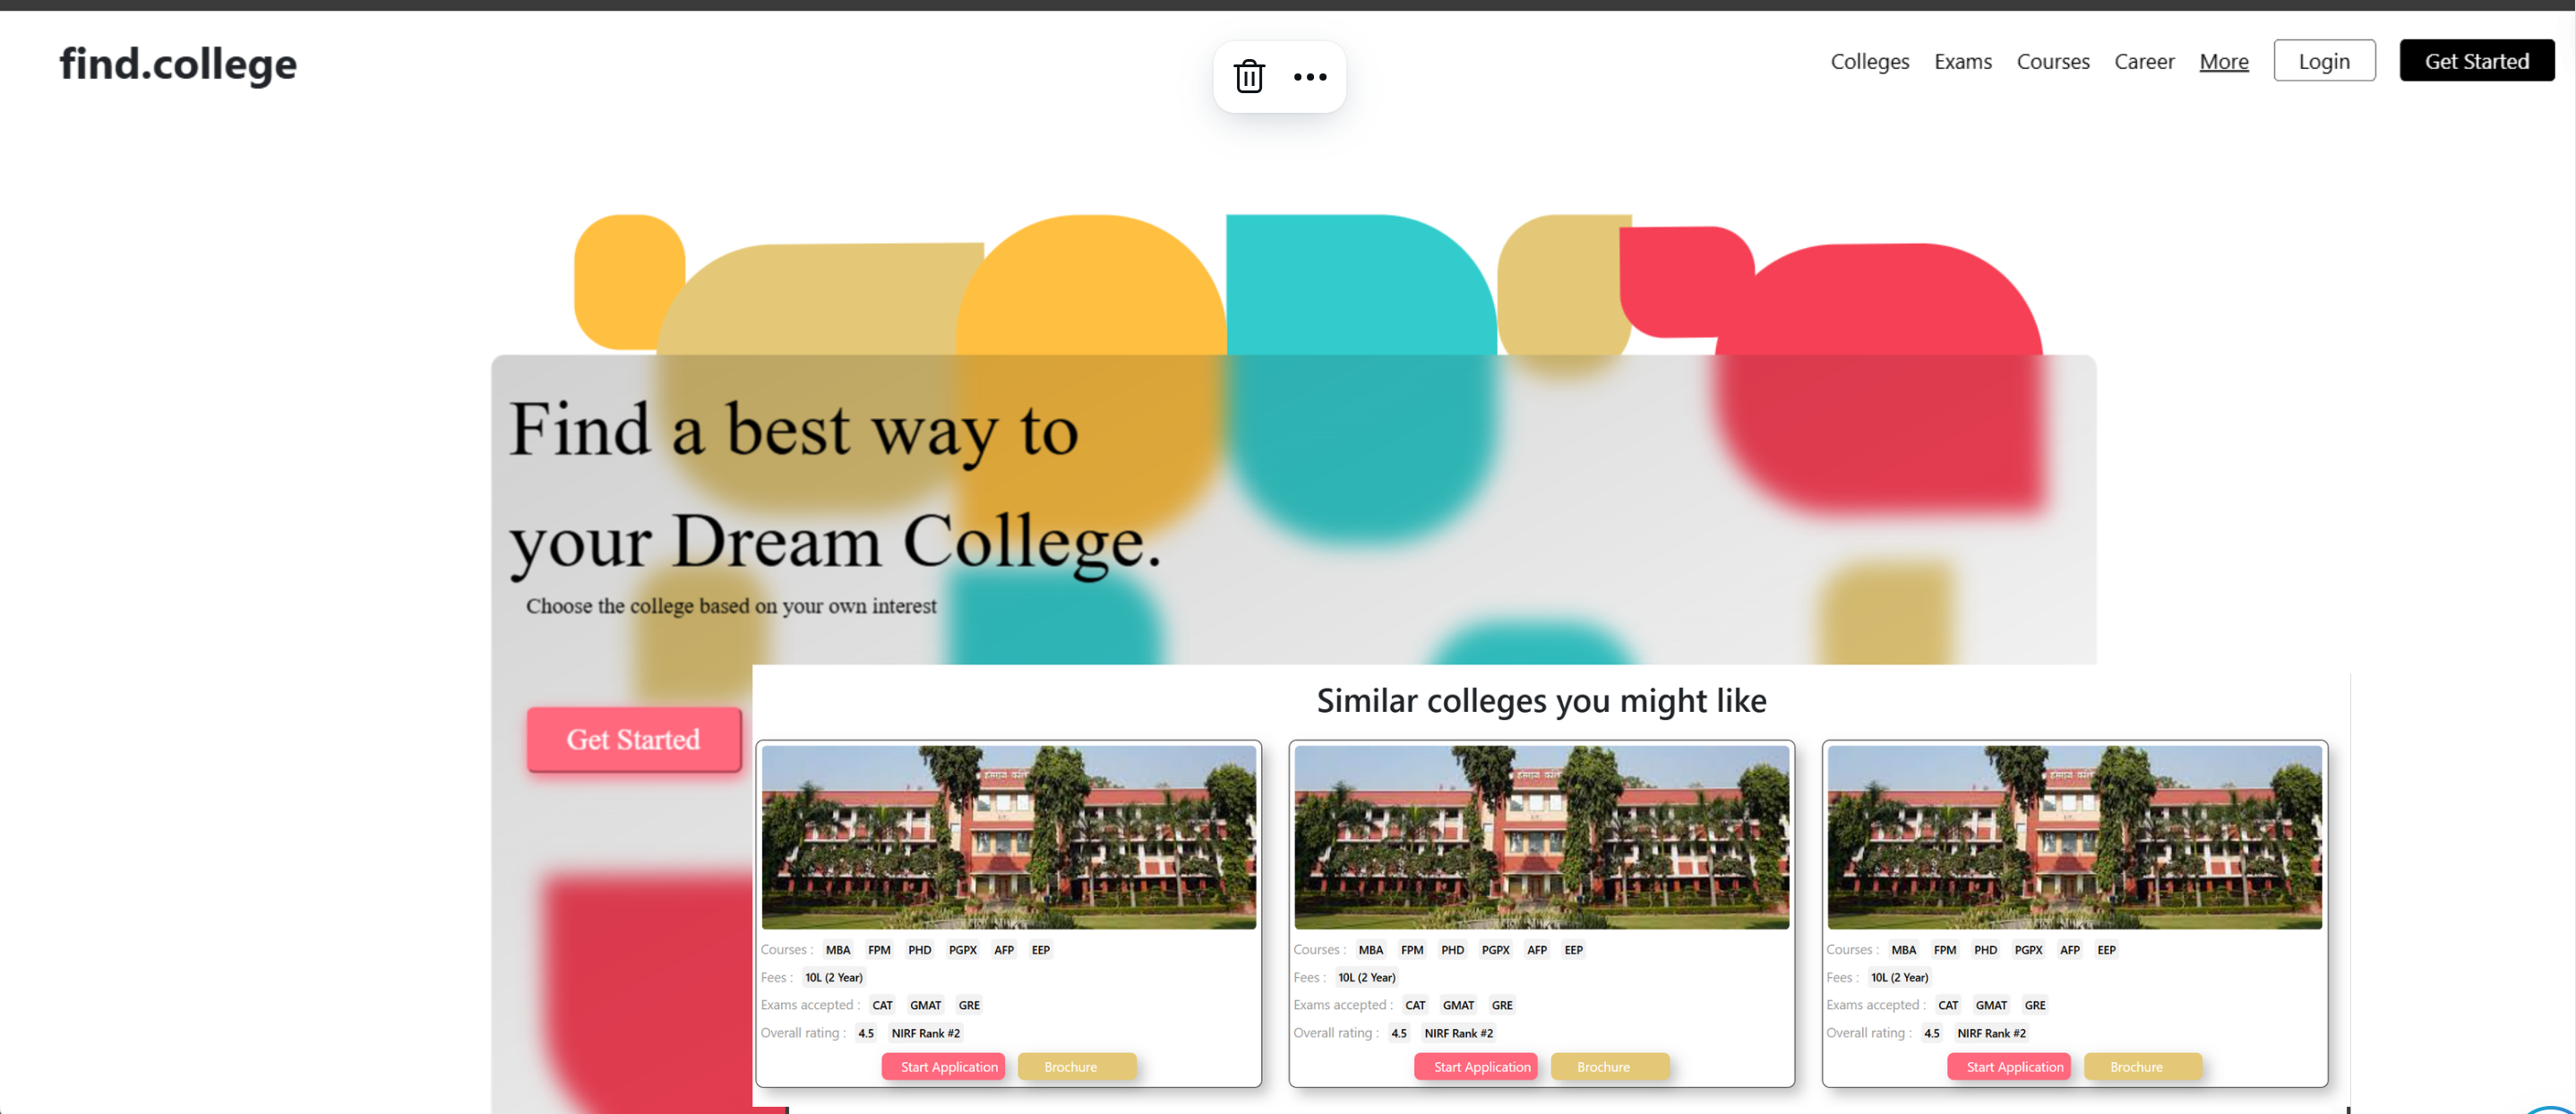 find.college
Colleges Exams Courses Career More Login Get Started
Find a best way to
your Dream College.
Choose the college based on your own interest
Get Started
Similar colleges you might like
Courses : MBA FPM PHD PGPX AFP EEP
Fees : 10L (2 Year)
Exams accepted : CAT GMAT GRE
Overall rating : 4.5 NIRF Rank #2
Start Application Brochure
Courses : MBA FPM PHD PGPX AFP EEP
Fees : 10L (2 Year)
Exams accepted : CAT GMAT GRE
Overall rating : 4.5 NIRF Rank #2
Start Application Brochure
Courses : MBA FPM PHD PGPX AFP EEP
Fees : 10L (2 Year)
Exams accepted : CAT GMAT GRE
Overall rating : 4.5 NIRF Rank #2
Start Application Brochure